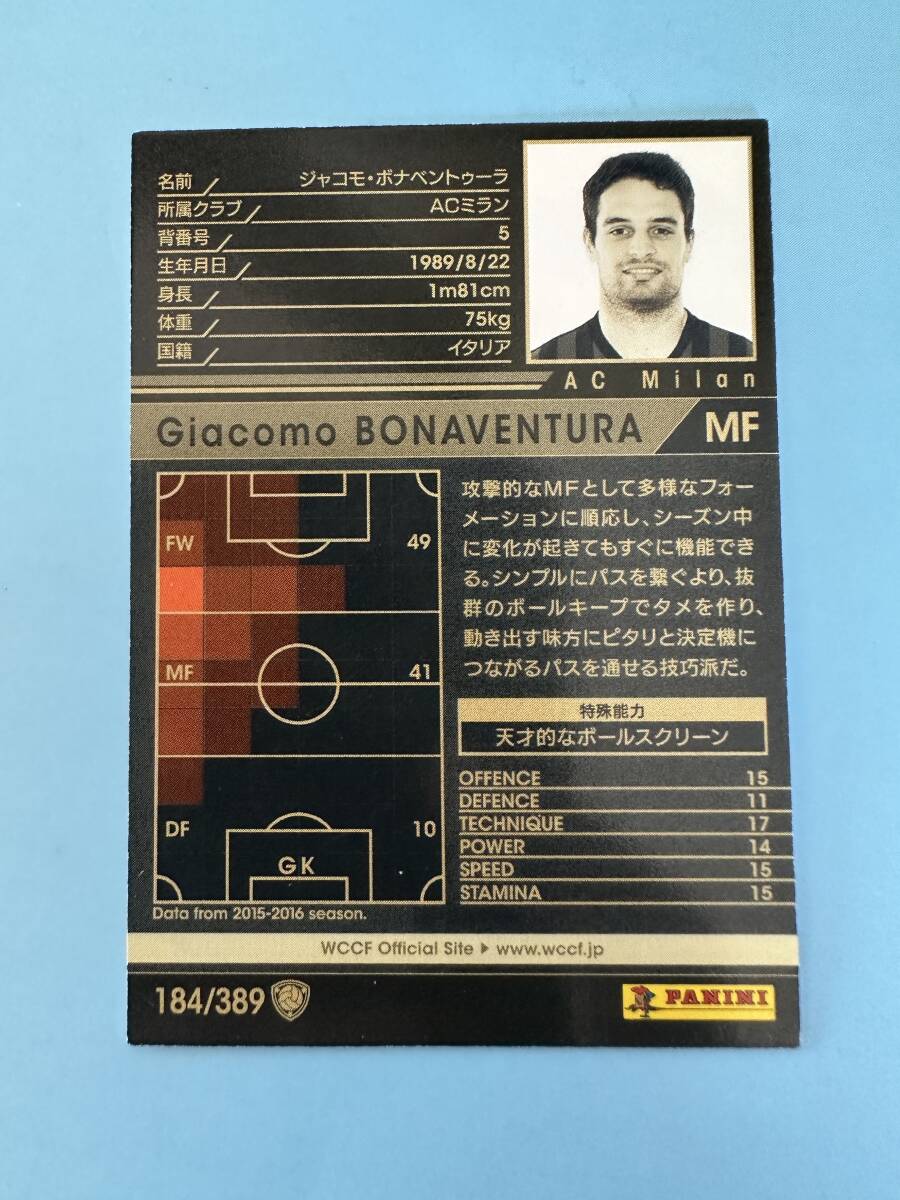 名前 ジャコモ・ボナベントゥーラ
所属クラブ ACミラン
背番号 5
生年月日 1989/8/22
身長 1m81cm
体重 75kg
国籍 イタリア
AC Milan
Giacomo BONAVENTURA MF
FW 49
MF 41
DF 10
GK
Data from 2015-2016 season.
攻撃的なMFとして多様なフォー
メーションに順応し、シーズン中
に変化が起きてもすぐに機能でき
る。シンプルにパスを繋ぐより、抜
群のボールキープでタメを作り、
動き出す味方にピタリと決定機に
つながるパスを通せる技巧派だ。
特殊能力
天才的なボールスクリーン
OFFENCE 15
DEFENCE 11
TECHNIQUE 17
POWER 14
SPEED 15
STAMINA 15
WCCF Official Site ▶ www.wccf.jp
184/389 PANINI